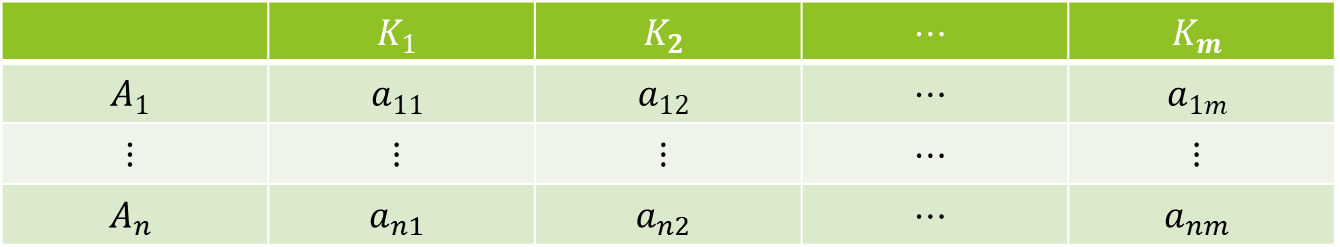 K₁ K₂ ⋯ Kₘ
A₁ a₁₁ a₁₂ ⋯ a₁ₘ
⋮ ⋮ ⋮ ⋯ ⋮
Aₙ aₙ₁ aₙ₂ ⋯ aₙₘ